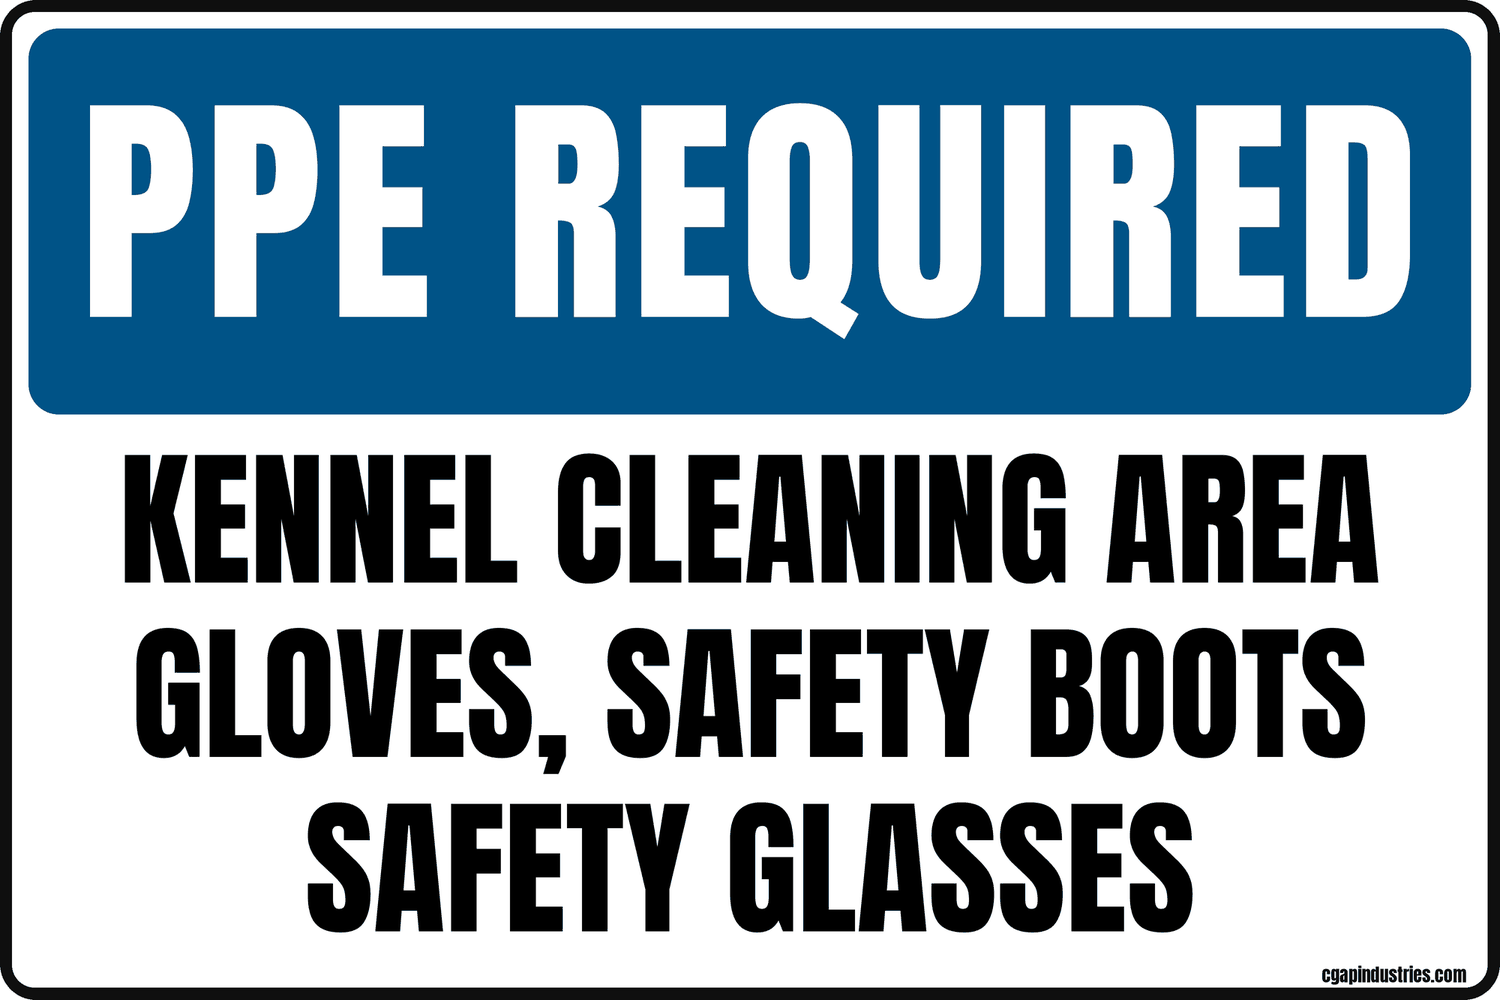 PPE REQUIRED
KENNEL CLEANING AREA
GLOVES, SAFETY BOOTS
SAFETY GLASSES
cgapindustries.com